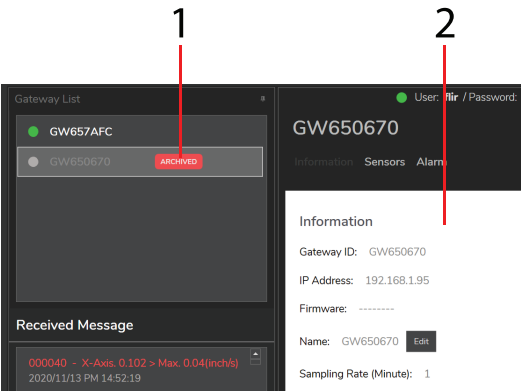 1
2
Gateway List
GW657AFC
GW650670 ARCHIVED
Received Message
000040 - X-Axis. 0.102 > Max. 0.04(inch/s)
2020/11/13 PM 14:52:19
User: flir / Password:
GW650670
Information Sensors Alarm
Information
Gateway ID: GW650670
IP Address: 192.168.1.95
Firmware: --------
Name: GW650670 Edit
Sampling Rate (Minute): 1